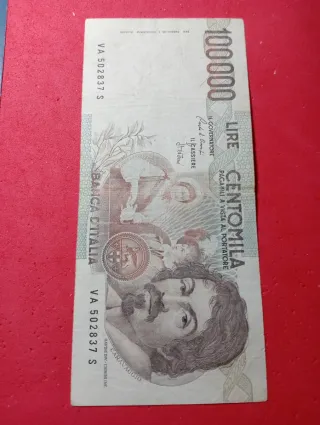 100000
LIRE CENTOMILA
PAGABILI A VISTA AL PORTATORE
IL GOVERNATORE
IL CASSIERE
BANCA D'ITALIA
VA 502837 S
VA 502837 S